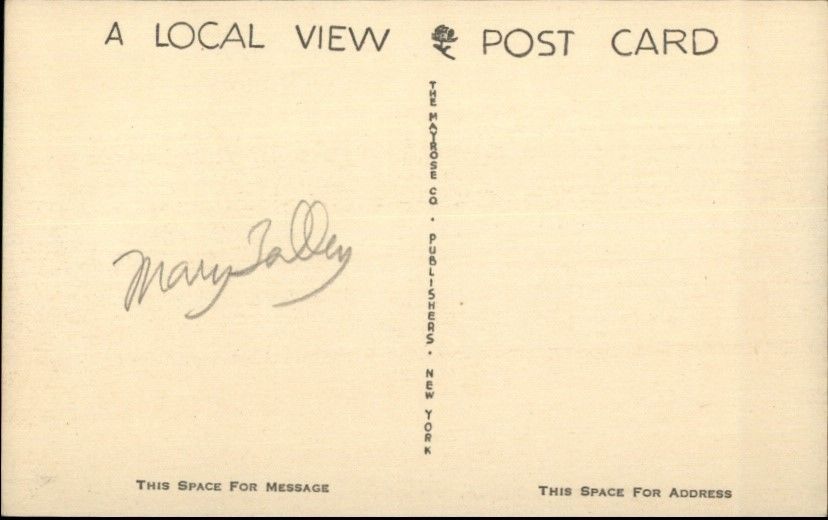 A LOCAL VIEW POST CARD
THE MAYROSE CO. • PUBLISHERS • NEW YORK
Mary
THIS SPACE FOR MESSAGE
THIS SPACE FOR ADDRESS